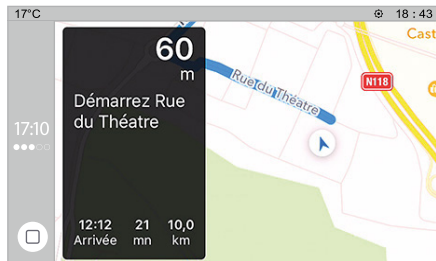 17°C
18:43
60
m
Démarrez Rue
du Théatre
17:10
12:12 21 10,0
Arrivée mn km
Rue du Théatre
N118
Cast